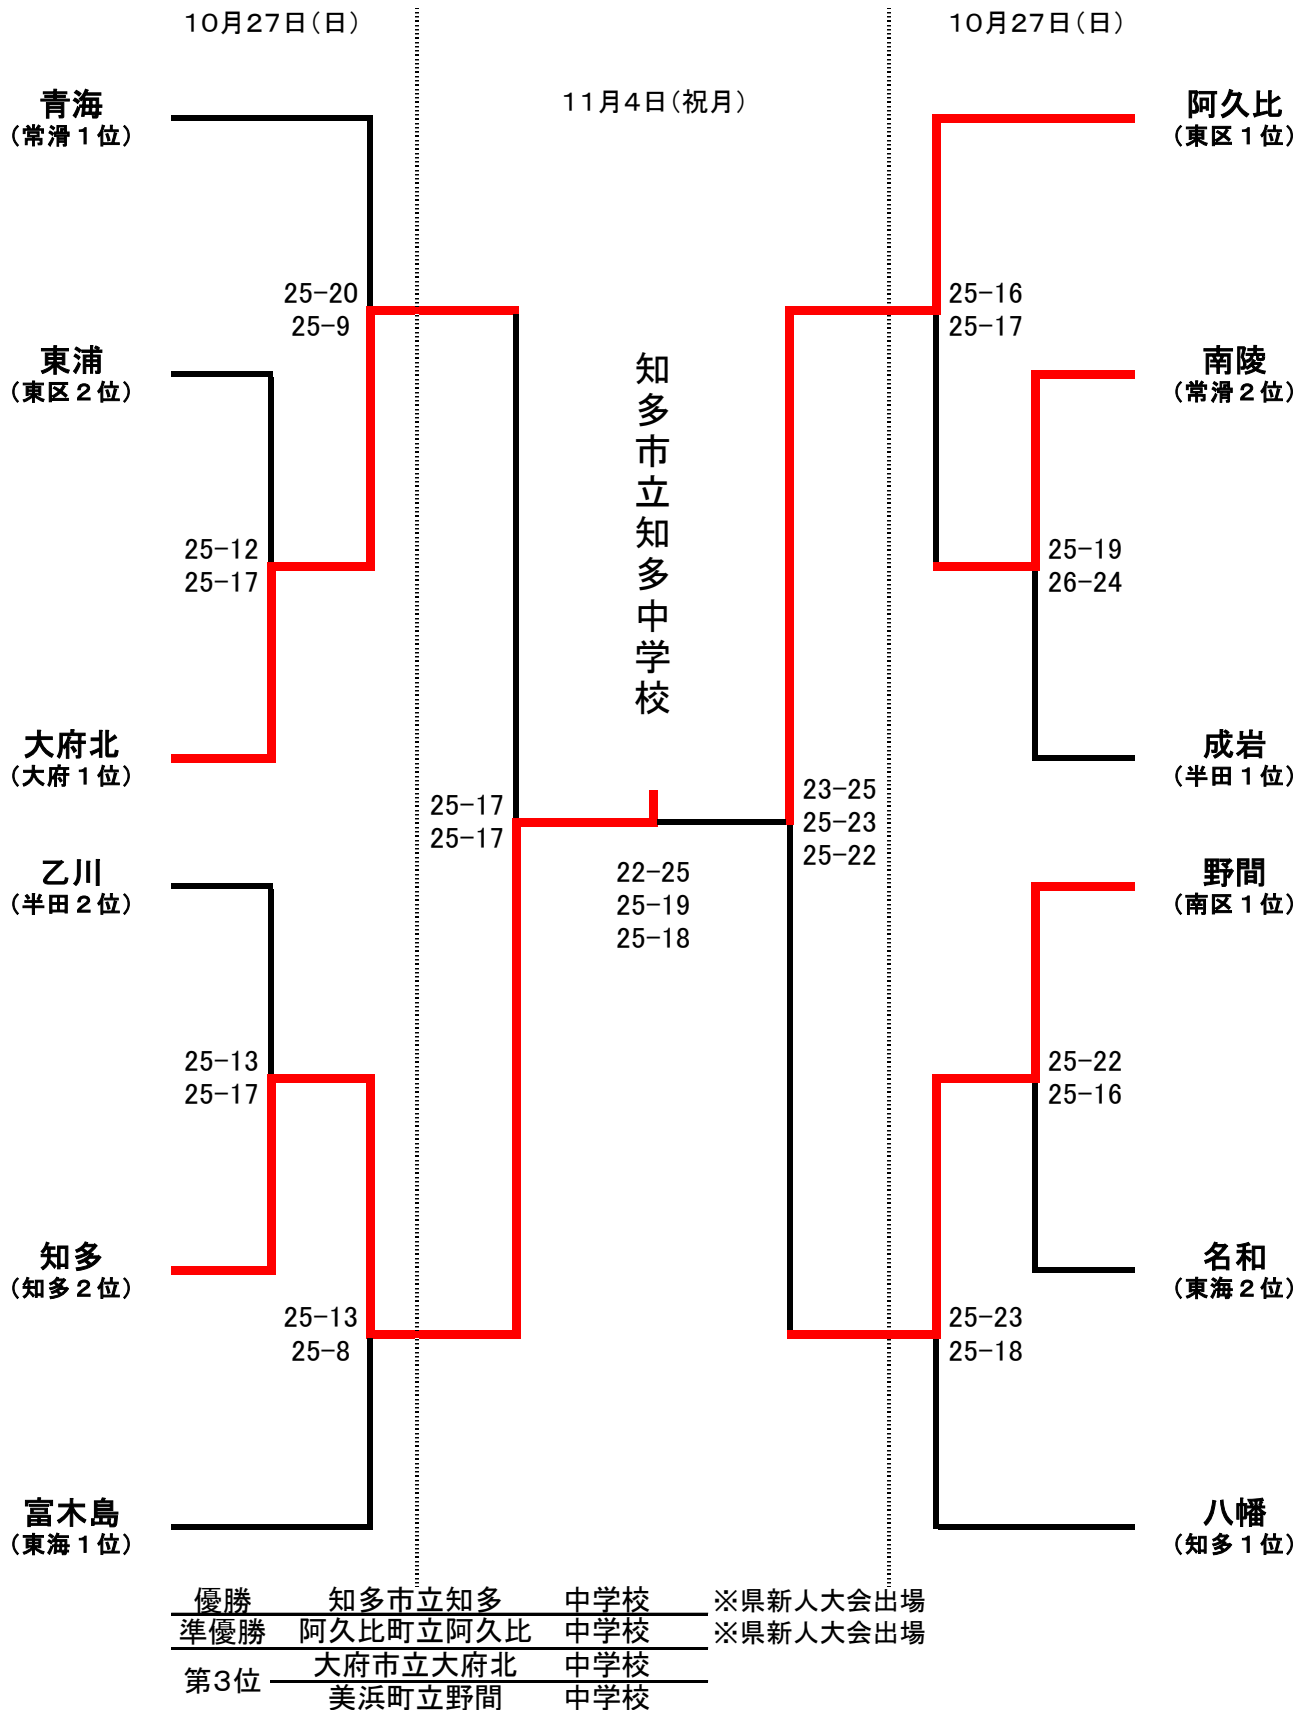 10月27日(日)
10月27日(日)
11月4日(祝月)
青海
(常滑1位)
阿久比
(東区1位)
25-20
25-9
25-16
25-17
東浦
(東区2位)
知多市立知多中学校
南陵
(常滑2位)
25-12
25-17
25-19
26-24
大府北
(大府1位)
成岩
(半田1位)
25-17
25-17
23-25
25-23
25-22
乙川
(半田2位)
22-25
25-19
25-18
野間
(南区1位)
25-13
25-17
25-22
25-16
知多
(知多2位)
名和
(東海2位)
25-13
25-8
25-23
25-18
富木島
(東海1位)
八幡
(知多1位)
優勝 知多市立知多 中学校 ※県新人大会出場
準優勝 阿久比町立阿久比 中学校 ※県新人大会出場
第3位
大府市立大府北 中学校
美浜町立野間 中学校